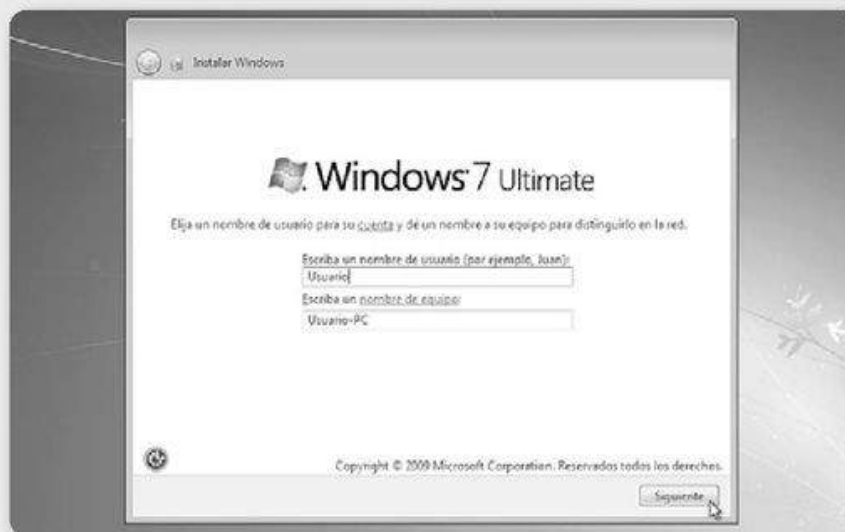 Instalar Windows
Windows 7 Ultimate
Elija un nombre de usuario para su cuenta y dé un nombre a su equipo para distinguirlo en la red.
Escriba un nombre de usuario (por ejemplo, Juan):
Usuario
Escriba un nombre de equipo:
Usuario-PC
Copyright © 2009 Microsoft Corporation. Reservados todos los derechos.
Siguiente